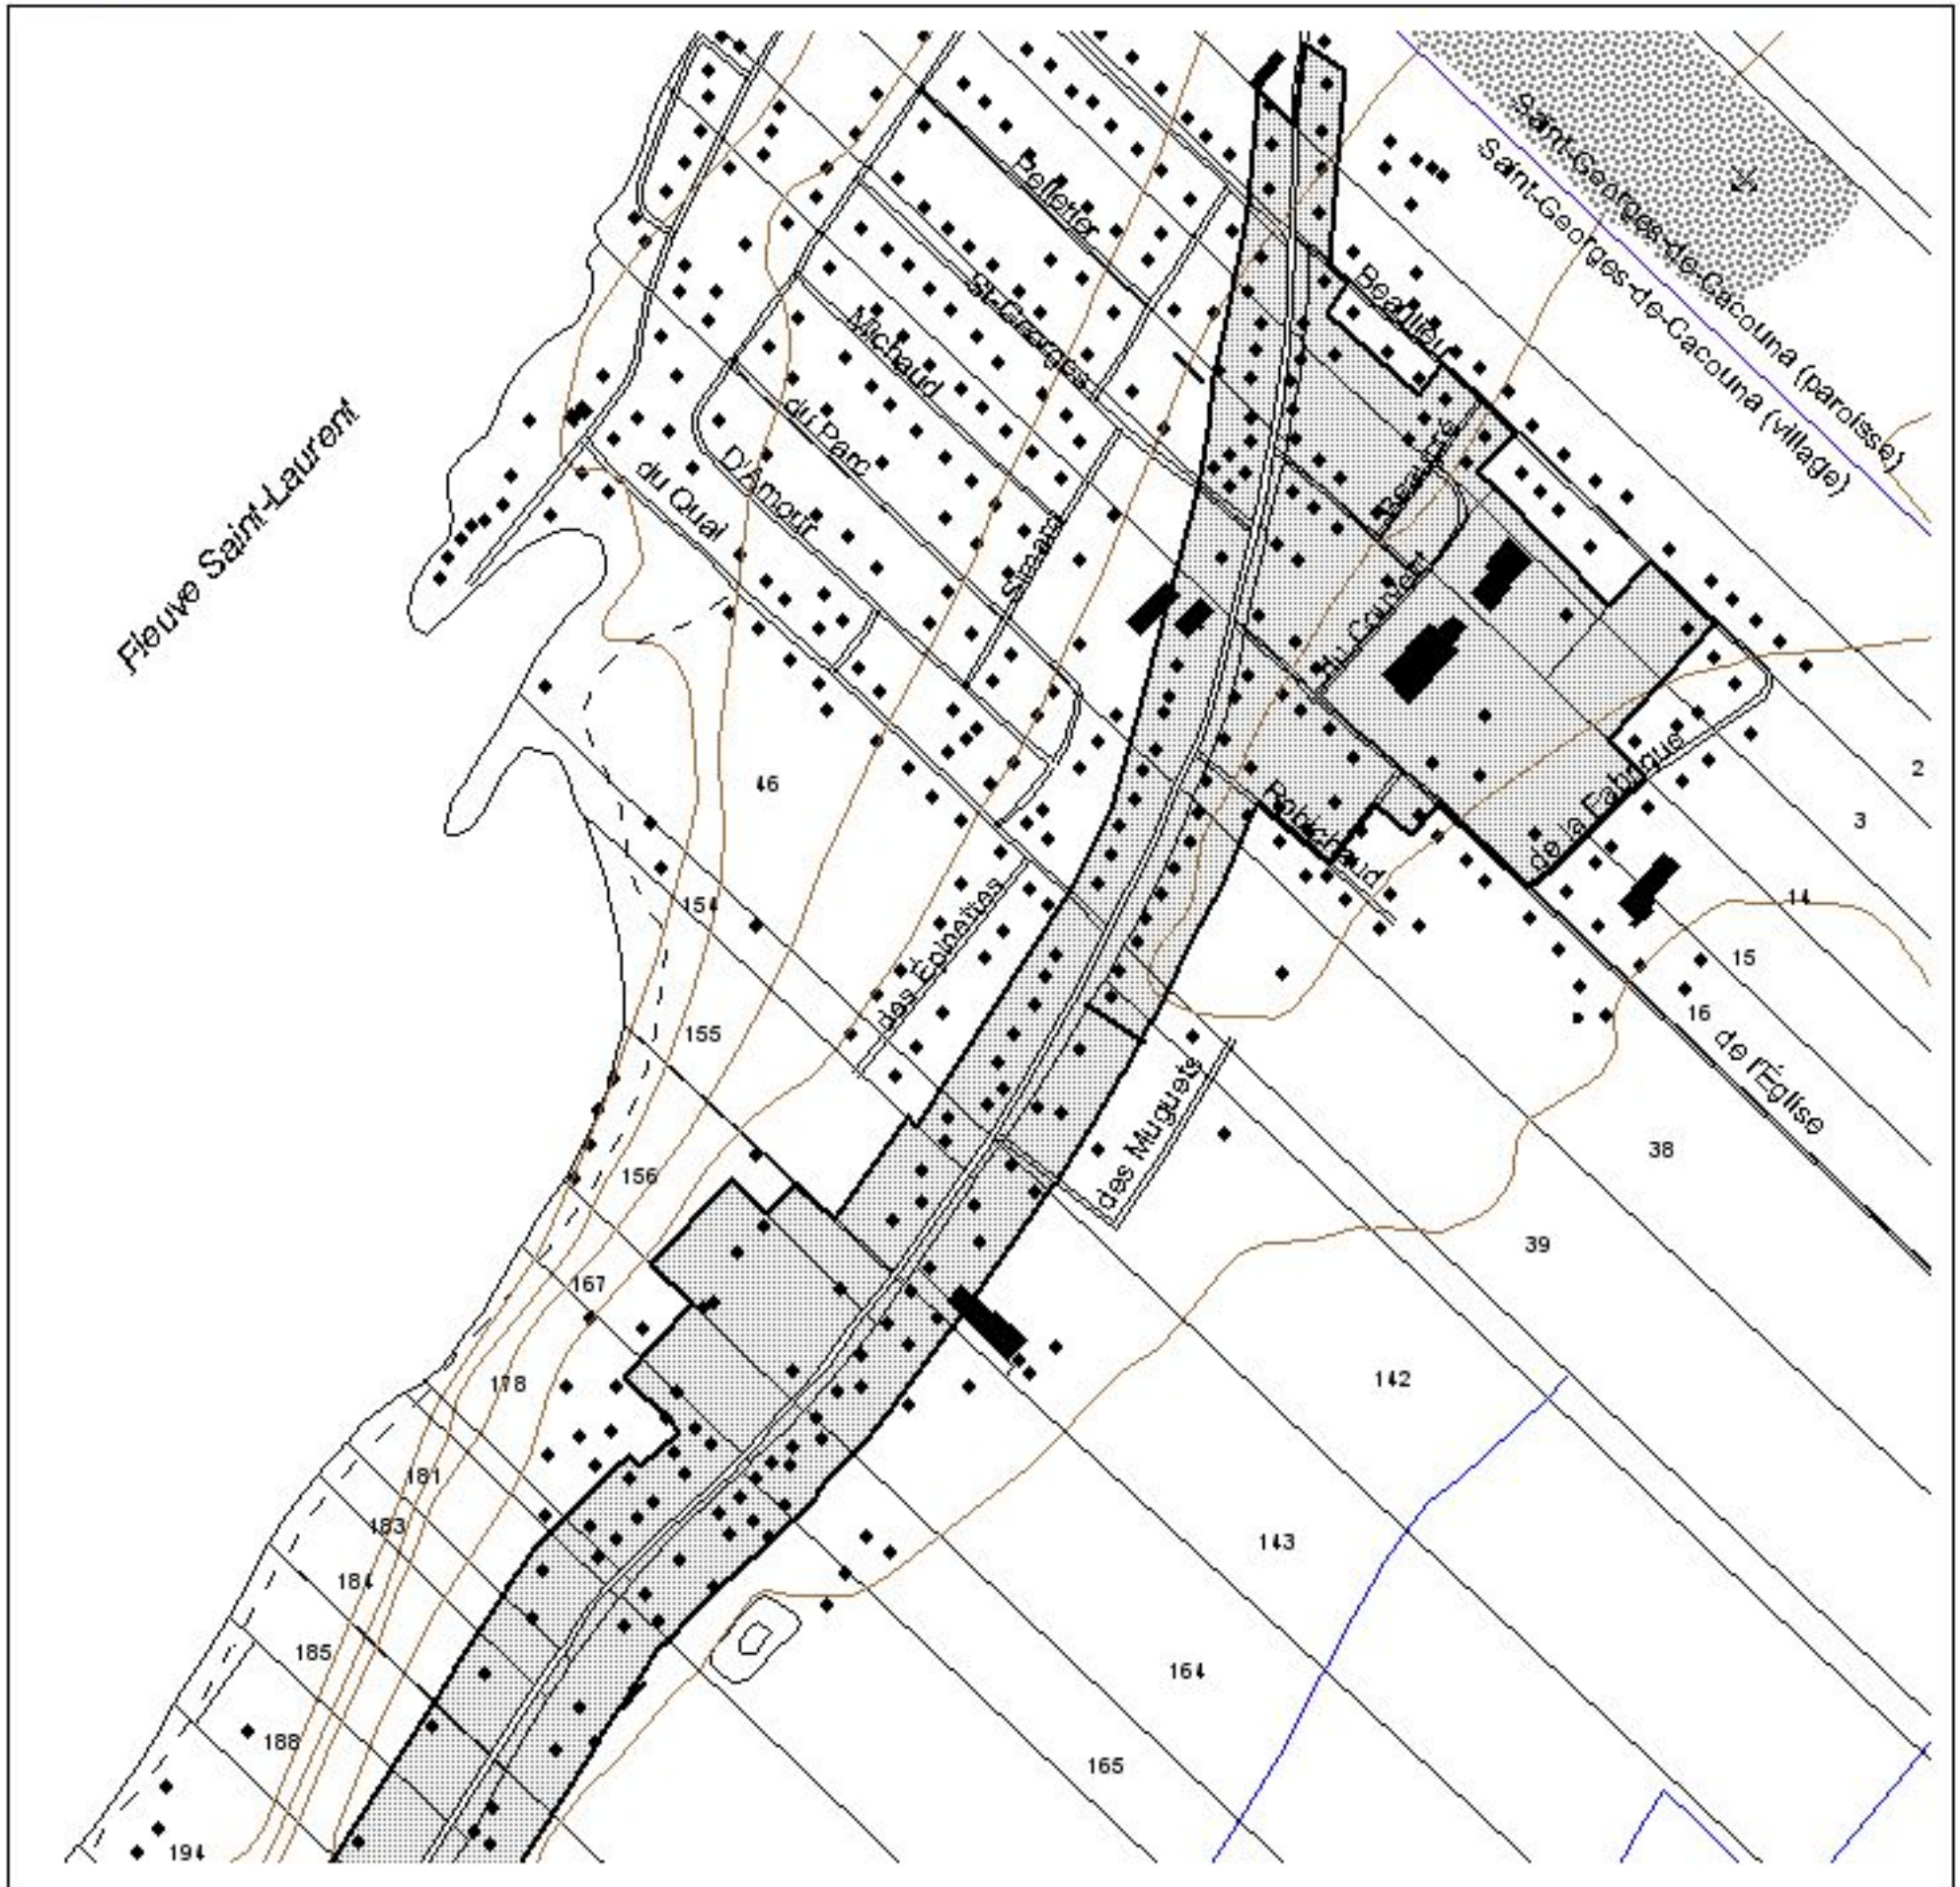 Saint-Georges-de-Cacouna (paroisse)
Saint-Georges-de-Cacouna (village)
Pelletier
St-Georges
Beaulieu
Michaud
du Parc
D'Amour
du Quai
Simard
Fleuve Saint-Laurent
du Couvent
46
2
3
Robichaud
de la Fabrique
14
154
des Épinettes
15
155
16
de l'Église
des Muguets
38
156
39
167
178
142
181
183
143
184
185
164
188
165
194